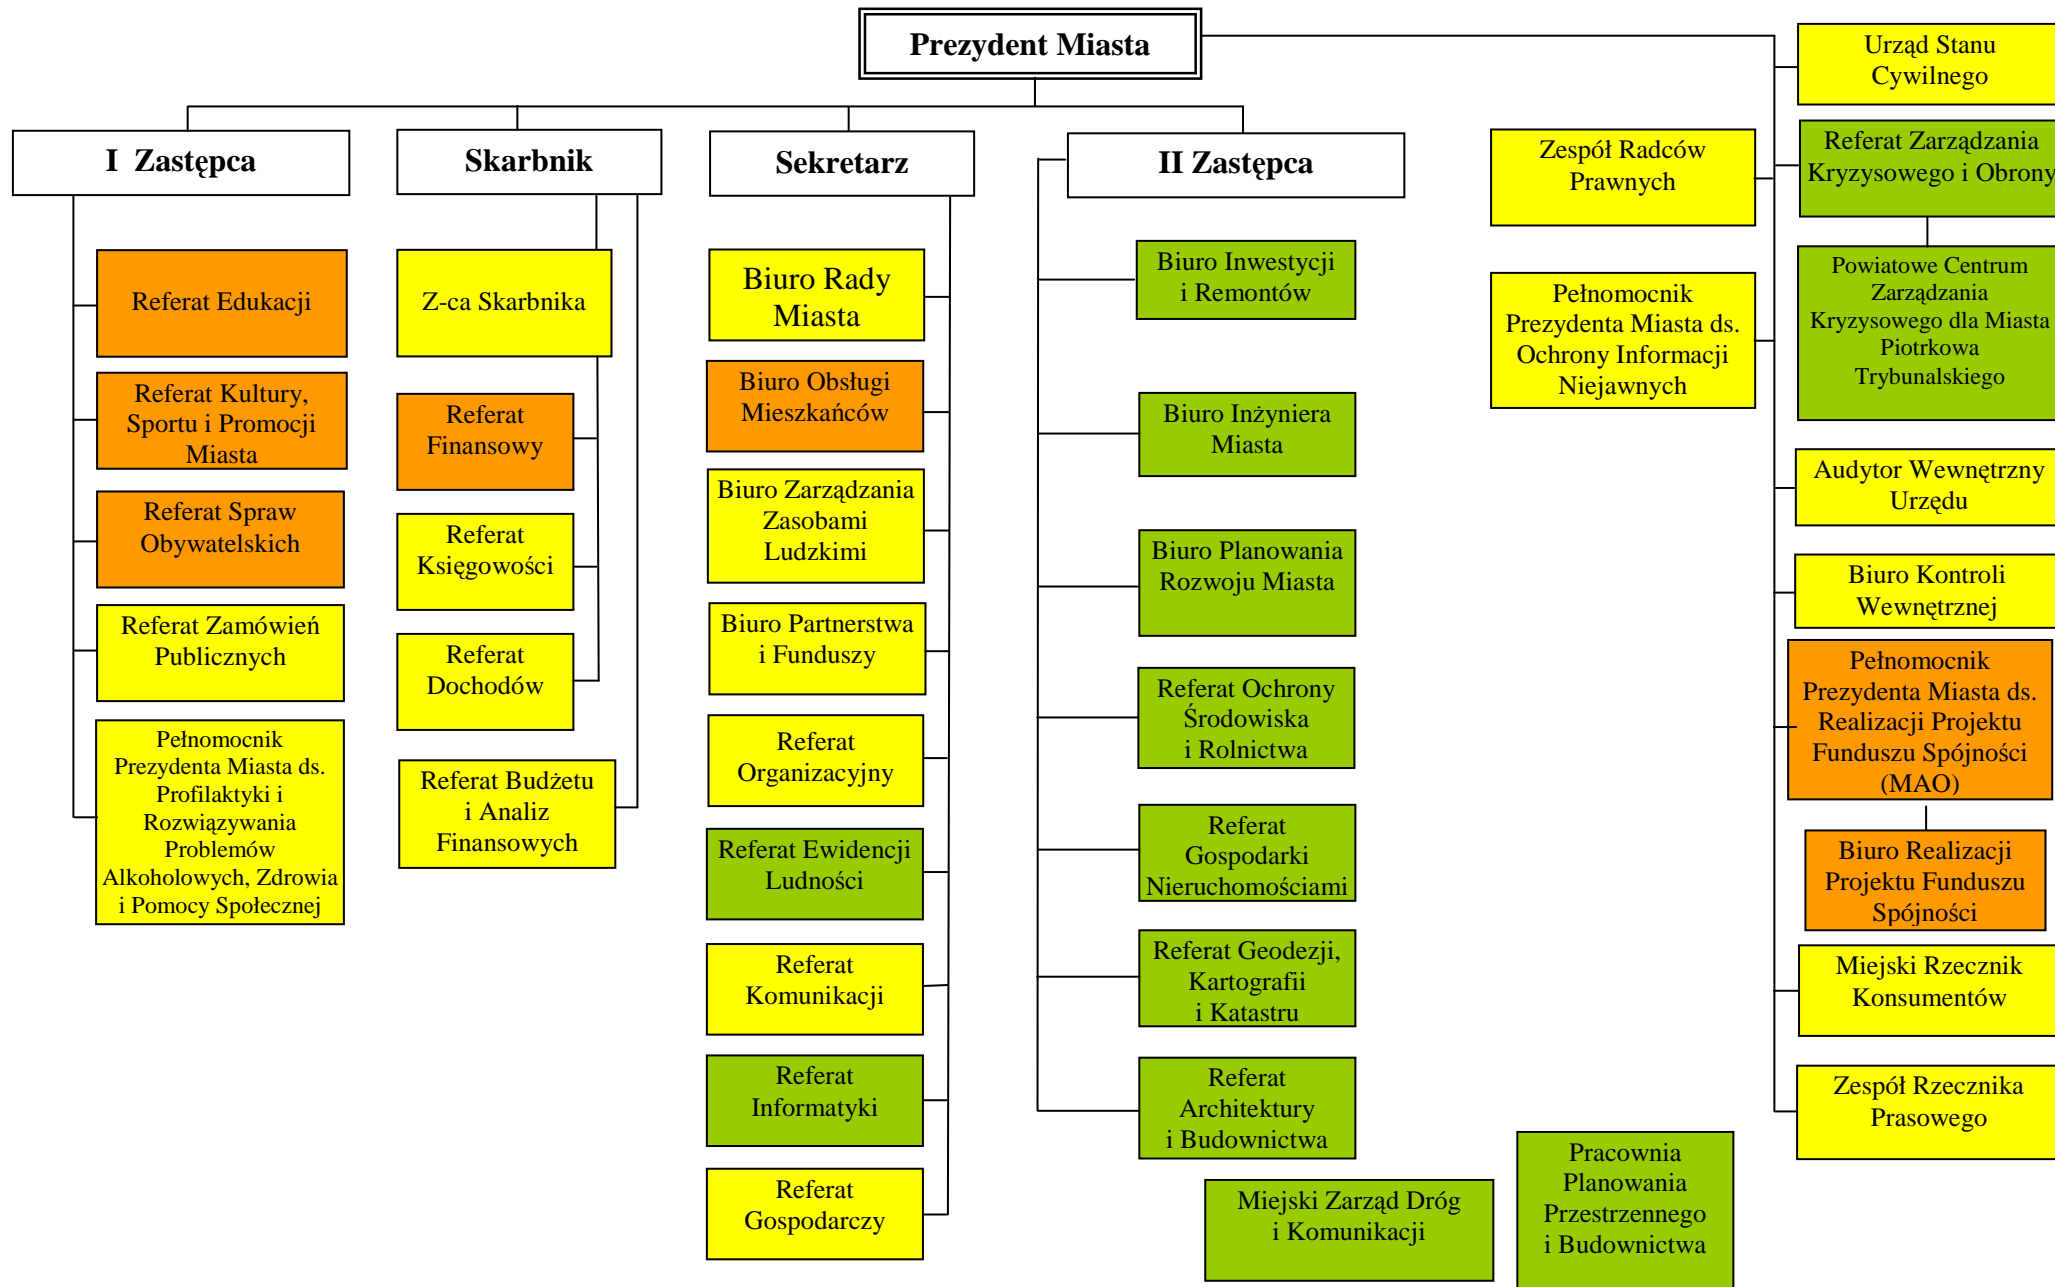 Prezydent Miasta
I Zastępca
Referat Edukacji
Referat Kultury,
Sportu i Promocji
Miasta
Referat Spraw
Obywatelskich
Referat Zamówień
Publicznych
Pełnomocnik
Prezydenta Miasta ds.
Profilaktyki i
Rozwiązywania
Problemów
Alkoholowych, Zdrowia
i Pomocy Społecznej
Skarbnik
Z-ca Skarbnika
Referat
Finansowy
Referat
Księgowości
Referat
Dochodów
Referat Budżetu
i Analiz
Finansowych
Sekretarz
Biuro Rady
Miasta
Biuro Obsługi
Mieszkańców
Biuro Zarządzania
Zasobami
Ludzkimi
Biuro Partnerstwa
i Funduszy
Referat
Organizacyjny
Referat Ewidencji
Ludności
Referat
Komunikacji
Referat
Informatyki
Referat
Gospodarczy
II Zastępca
Biuro Inwestycji
i Remontów
Biuro Inżyniera
Miasta
Biuro Planowania
Rozwoju Miasta
Referat Ochrony
Środowiska
i Rolnictwa
Referat
Gospodarki
Nieruchomościami
Referat Geodezji,
Kartografii
i Katastru
Referat
Architektury
i Budownictwa
Miejski Zarząd Dróg
i Komunikacji
Pracownia
Planowania
Przestrzennego
i Budownictwa
Zespół Radców
Prawnych
Pełnomocnik
Prezydenta Miasta ds.
Ochrony Informacji
Niejawnych
Urząd Stanu
Cywilnego
Referat Zarządzania
Kryzysowego i Obrony
Powiatowe Centrum
Zarządzania
Kryzysowego dla Miasta
Piotrkowa
Trybunalskiego
Audytor Wewnętrzny
Urzędu
Biuro Kontroli
Wewnętrznej
Pełnomocnik
Prezydenta Miasta ds.
Realizacji Projektu
Funduszu Spójności
(MAO)
Biuro Realizacji
Projektu Funduszu
Spójności
Miejski Rzecznik
Konsumentów
Zespół Rzecznika
Prasowego